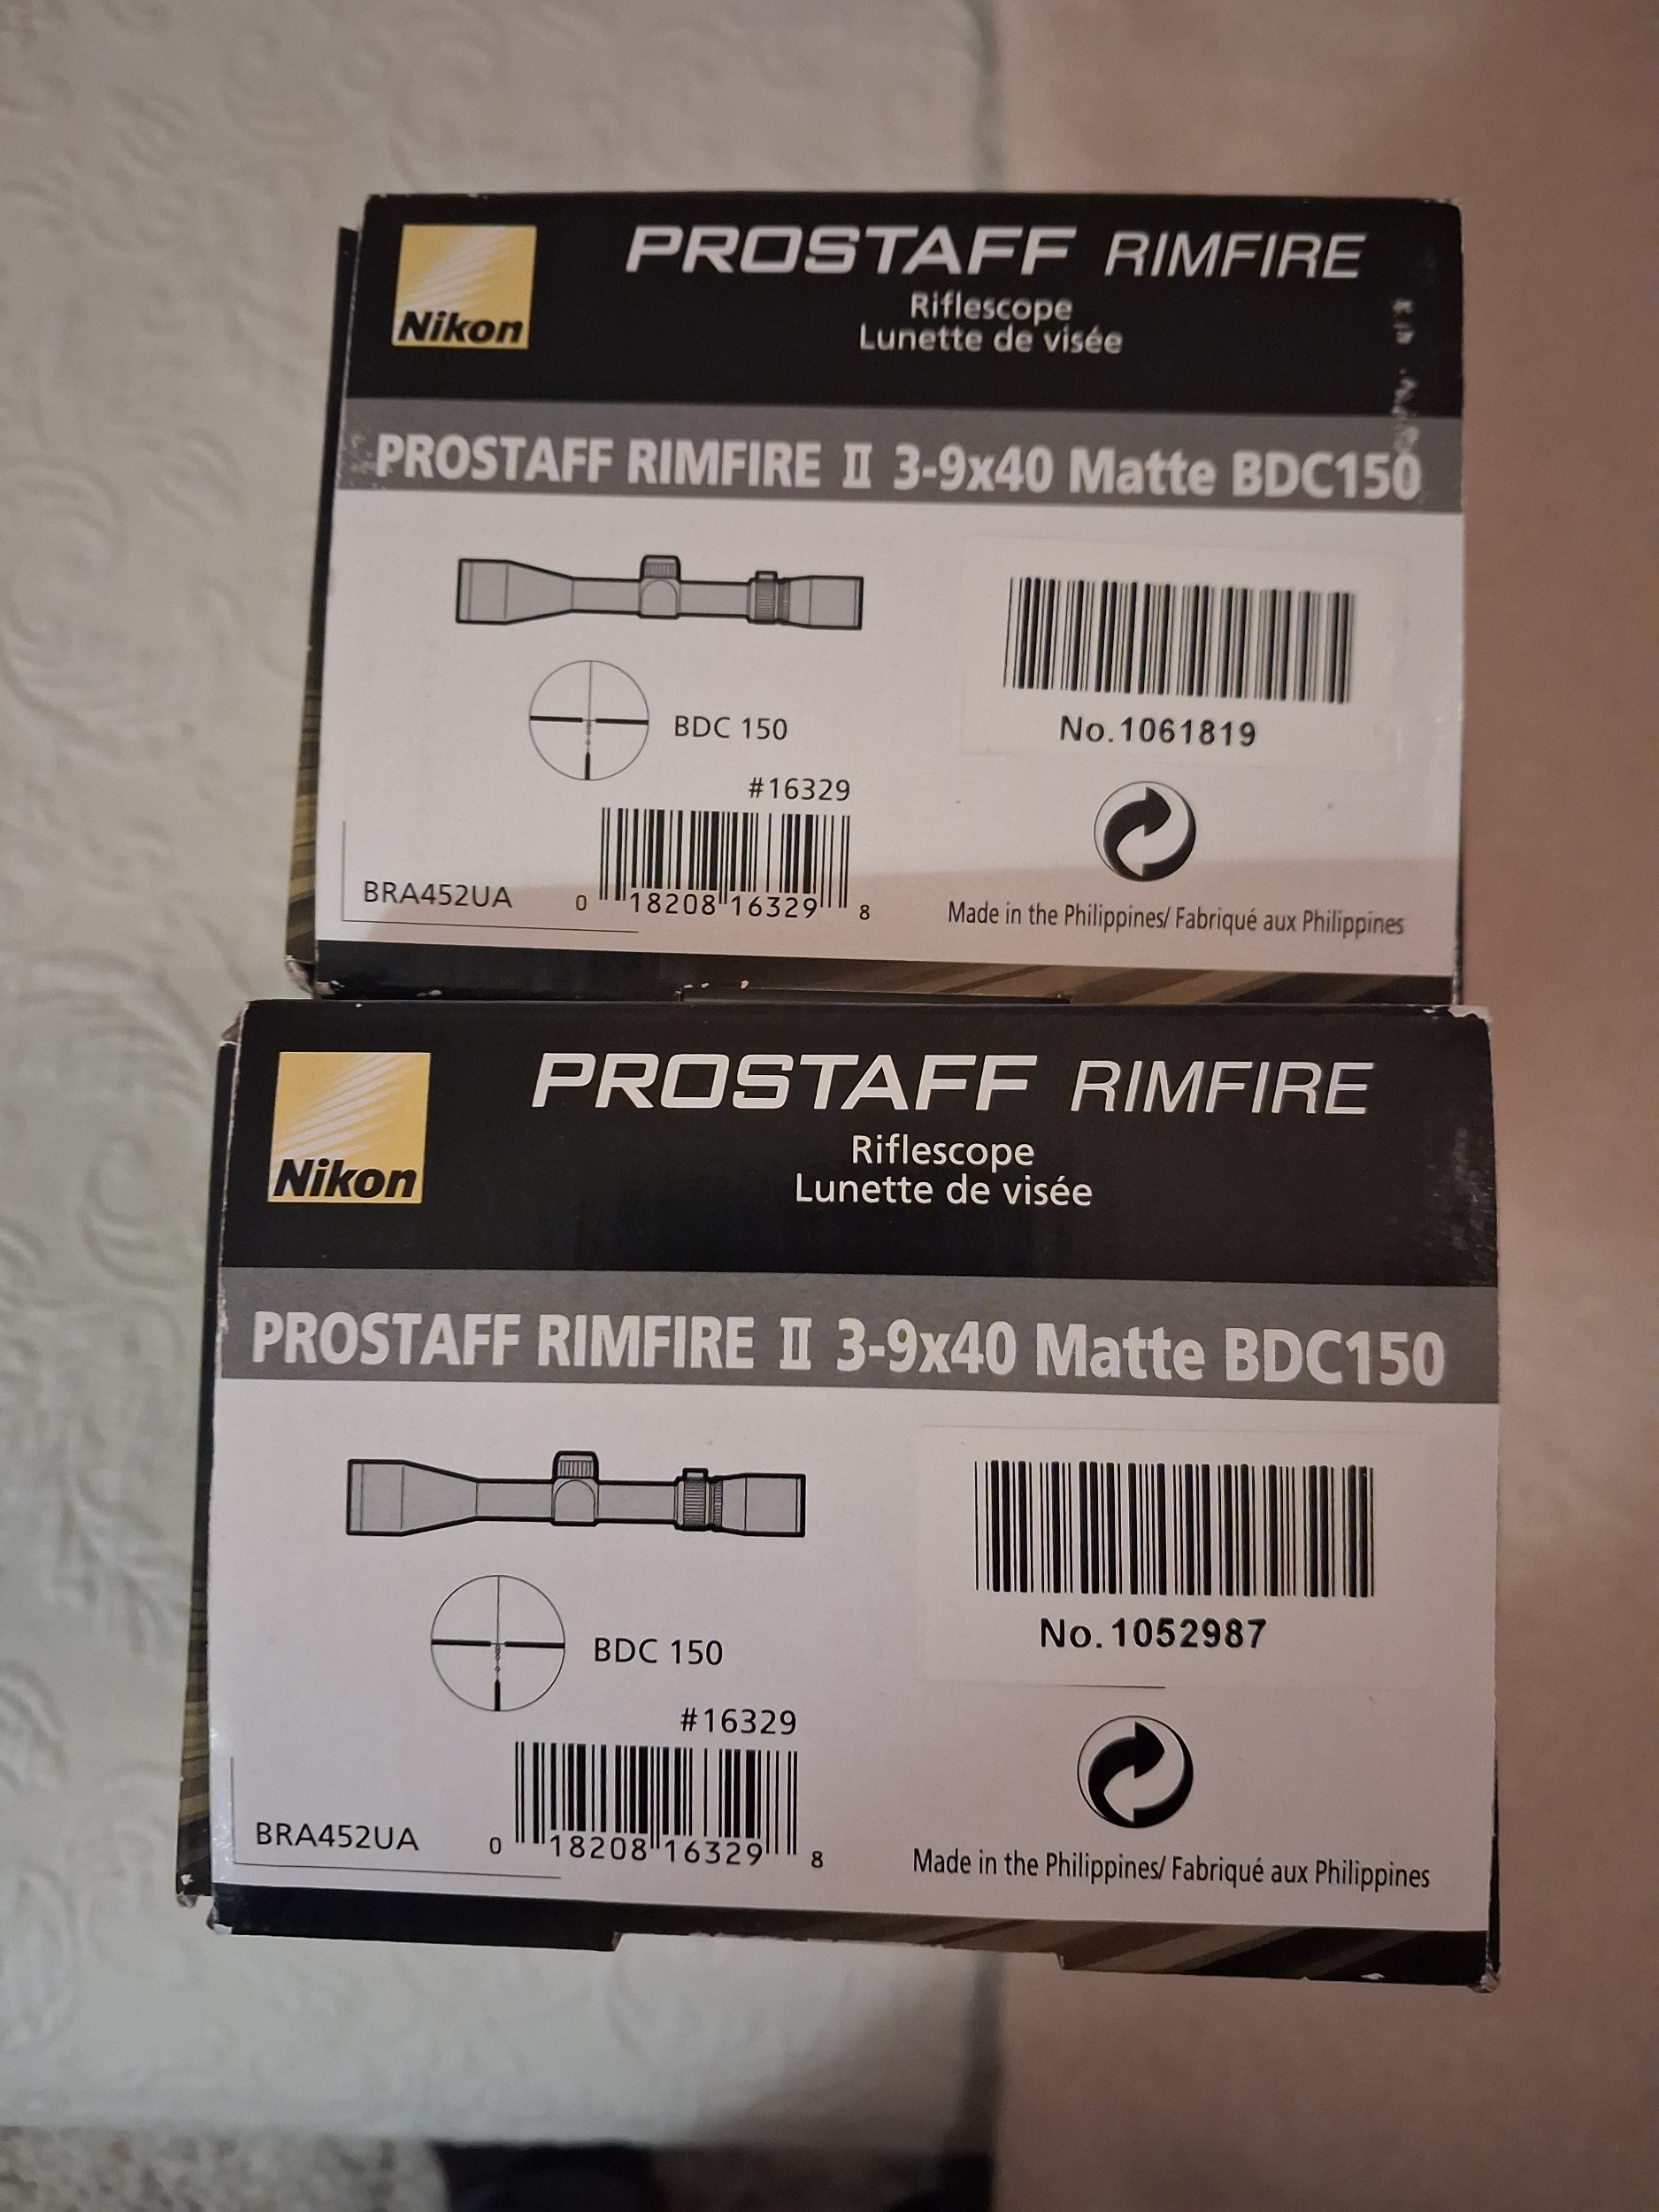 Nikon
PROSTAFF RIMFIRE
Riflescope
Lunette de visée
PROSTAFF RIMFIRE II 3-9x40 Matte BDC150
BDC 150
No.1061819
#16329
BRA452UA
0 18208 16329 8
Made in the Philippines/ Fabriqué aux Philippines
Nikon
PROSTAFF RIMFIRE
Riflescope
Lunette de visée
PROSTAFF RIMFIRE II 3-9x40 Matte BDC150
BDC 150
No.1052987
#16329
BRA452UA
0 18208 16329 8
Made in the Philippines/ Fabriqué aux Philippines